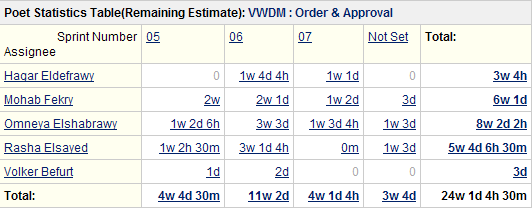 Poet Statistics Table(Remaining Estimate): VWDM : Order & Approval
Sprint Number 05 06 07 Not Set Total:
Assignee
Hagar Eldefrawy 0 1w 4d 4h 1w 1d 0 3w 4h
Mohab Fekry 2w 2w 1d 1w 2d 3d 6w 1d
Omneya Elshabrawy 1w 2d 6h 3w 3d 1w 3d 4h 1w 3d 8w 2d 2h
Rasha Elsayed 1w 2h 30m 3w 1d 4h 0m 1w 3d 5w 4d 6h 30m
Volker Befurt 1d 2d 0 0 3d
Total: 4w 4d 30m 11w 2d 4w 1d 4h 3w 4d 24w 1d 4h 30m